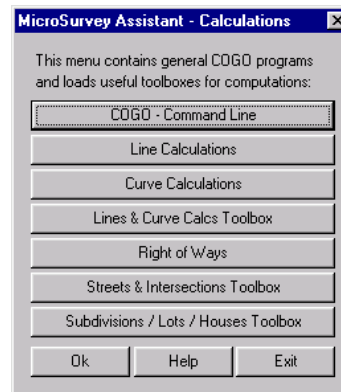 MicroSurvey Assistant - Calculations
This menu contains general COGO programs
and loads useful toolboxes for computations:
COGO - Command Line
Line Calculations
Curve Calculations
Lines & Curve Calcs Toolbox
Right of Ways
Streets & Intersections Toolbox
Subdivisions / Lots / Houses Toolbox
Ok Help Exit